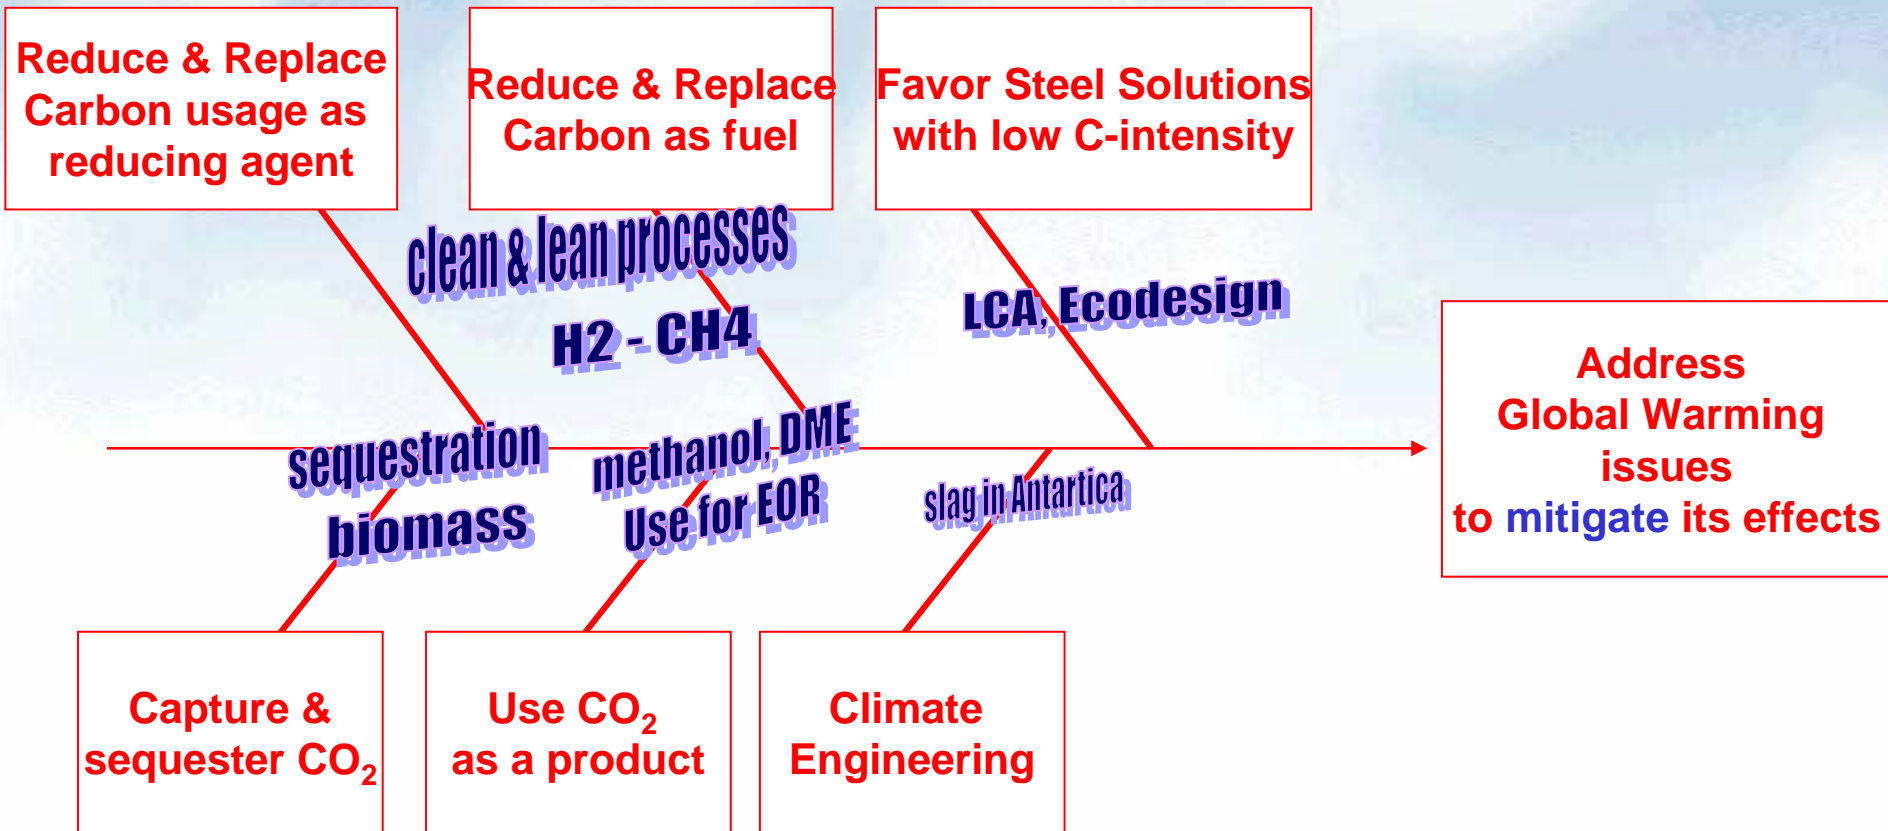 Reduce & Replace
Carbon usage as
reducing agent
Reduce & Replace
Carbon as fuel
Favor Steel Solutions
with low C-intensity
clean & lean processes
H2 - CH4
LCA, Ecodesign
Address
Global Warming
issues
to mitigate its effects
sequestration
biomass
methanol, DME
Use for EOR
slag in Antartica
Capture &
sequester CO₂
Use CO₂
as a product
Climate
Engineering